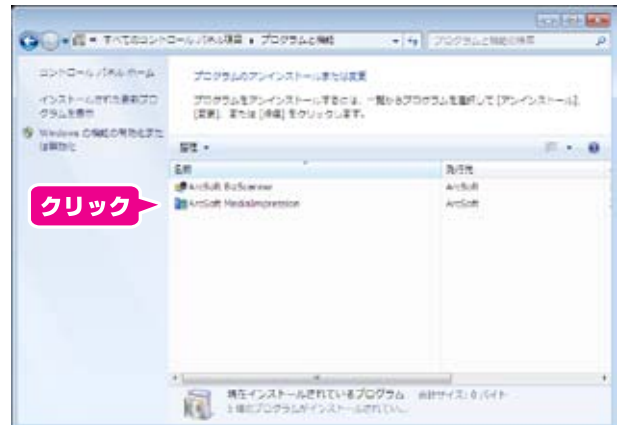 すべてのコントロール パネル項目 ▸ プログラムと機能
プログラムと機能の検索
コントロール パネル ホーム
インストールされた更新プログラムを表示
Windows の機能の有効化または無効化
プログラムのアンインストールまたは変更
プログラムをアンインストールするには、一覧からプログラムを選択して [アンインストール]、
[変更]、または [修復] をクリックします。
整理
名前
発行元
ArcSoft BizScanner
ArcSoft
クリック
ArcSoft MediaImpression
ArcSoft
現在インストールされているプログラム
合計サイズ: 0 バイト
個のプログラムがインストールされてい...